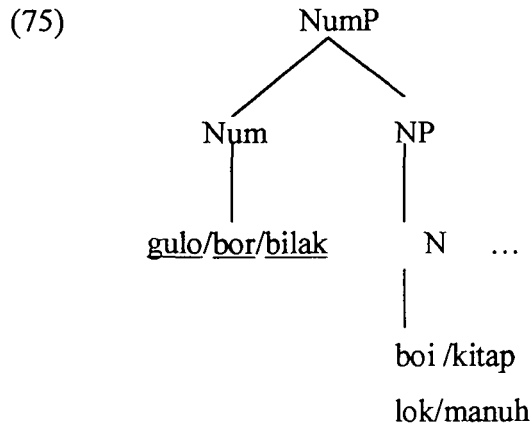 (75) NumP
Num NP
gulo/bor/bilak N ...
boi /kitap
lok/manuh